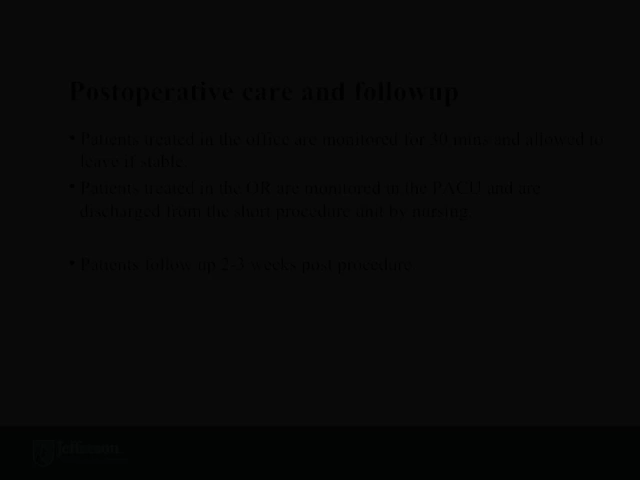 Postoperative care and followup
• Patients treated in the office are monitored for 30 mins and allowed to
leave if stable.
• Patients treated in the OR are monitored in the PACU and are
discharged from the short procedure unit by nursing
• Patients follow up 2-3 weeks post procedure
Jefferson